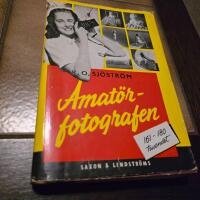 O. SJÖSTRÖM
Amatör-
fotografen
161 - 180
tusendet
SAXON & LINDSTRÖMS